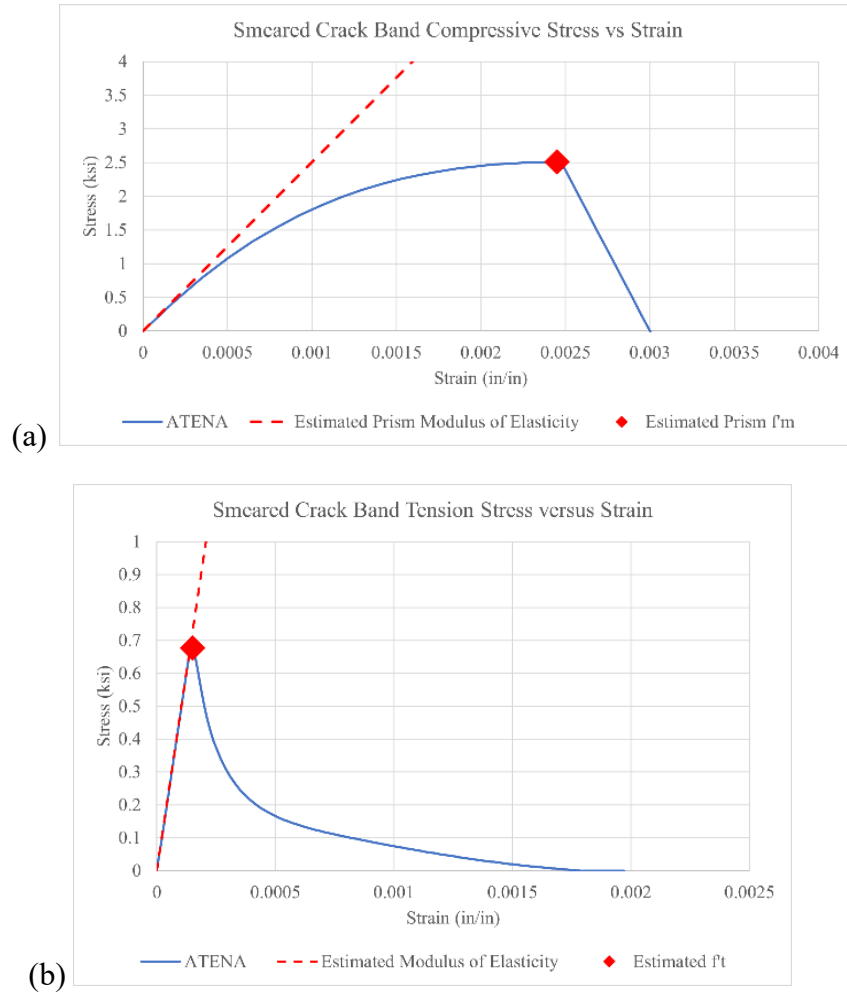 Smeared Crack Band Compressive Stress vs Strain
4
3.5
3
2.5
2
1.5
1
0.5
0
Stress (ksi)
0 0.0005 0.001 0.0015 0.002 0.0025 0.003 0.0035 0.004
Strain (in/in)
ATENA Estimated Prism Modulus of Elasticity Estimated Prism f'm
(a)
Smeared Crack Band Tension Stress versus Strain
1
0.9
0.8
0.7
0.6
0.5
0.4
0.3
0.2
0.1
0
Stress (ksi)
0 0.0005 0.001 0.0015 0.002 0.0025
Strain (in/in)
ATENA Estimated Modulus of Elasticity Estimated f't
(b)